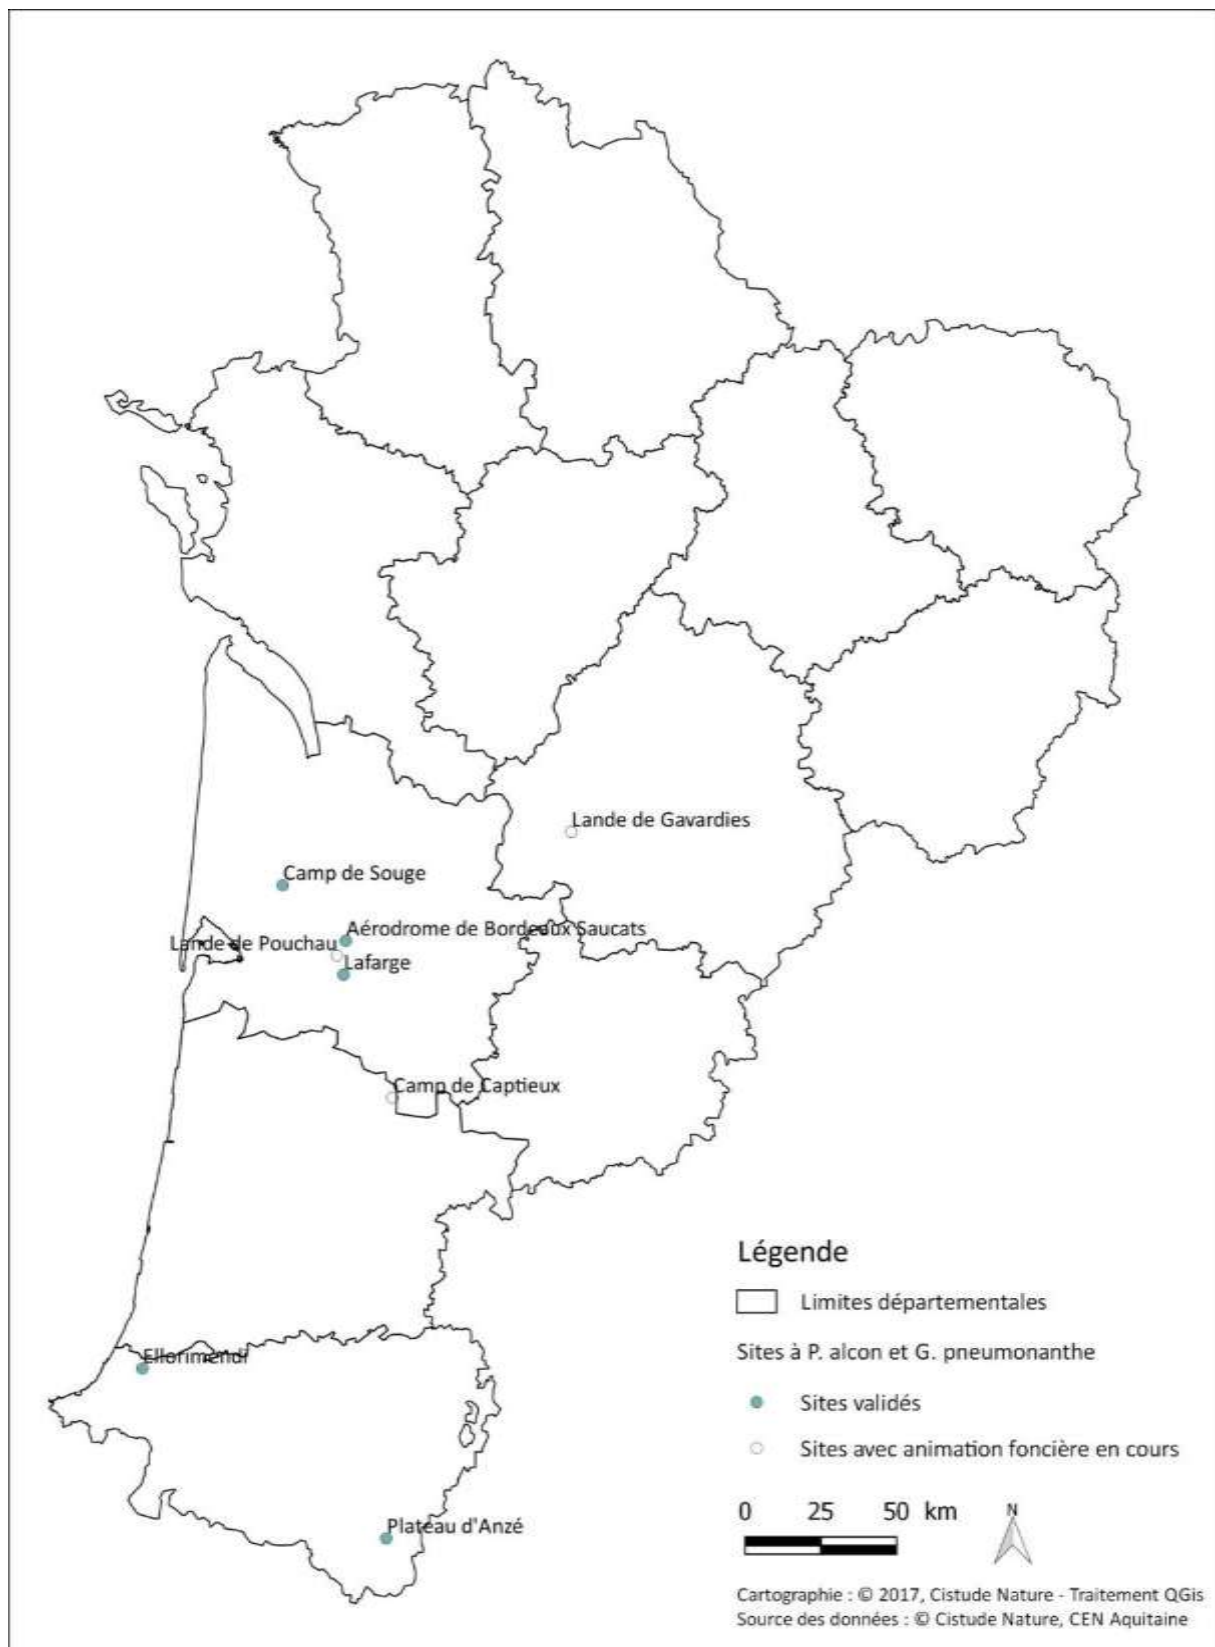 Lande de Gavardies
Camp de Souge
Aérodrome de Bordeaux Saucats
Lande de Pouchau
Lafarge
Camp de Captieux
Légende
Limites départementales
Ellorimendi
Sites à P. alcon et G. pneumonanthe
Sites validés
Sites avec animation foncière en cours
0 25 50 km
N
Plateau d'Anzé
Cartographie : © 2017, Cistude Nature - Traitement QGis
Source des données : © Cistude Nature, CEN Aquitaine